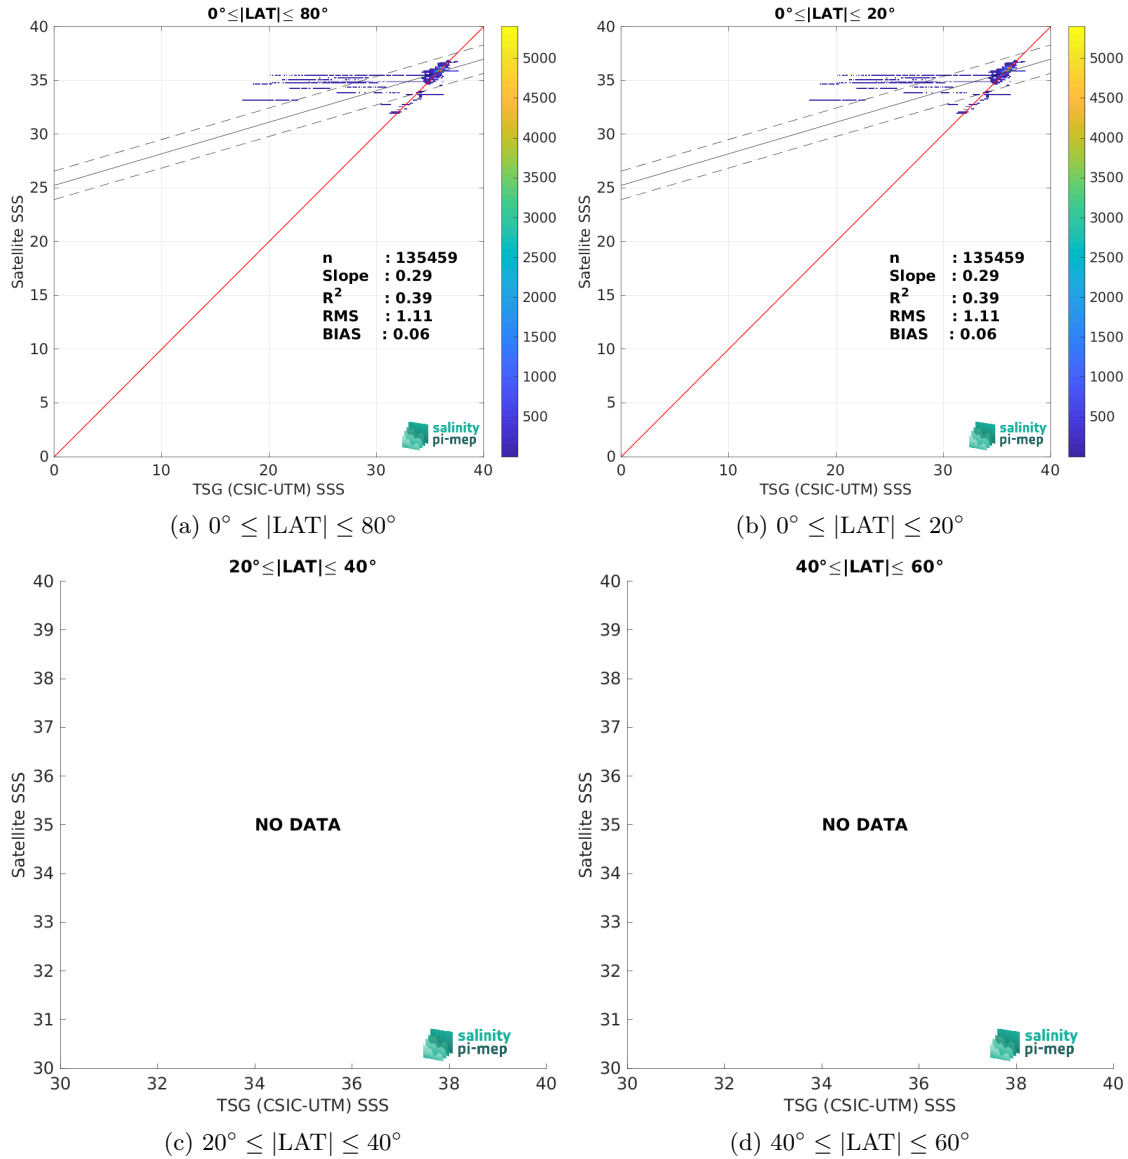 0°≤|LAT|≤ 80°
Satellite SSS
40
35
30
25
20
15
10
5
0
0
10
20
30
40
TSG (CSIC-UTM) SSS
n : 135459
Slope : 0.29
R² : 0.39
RMS : 1.11
BIAS : 0.06
salinity
pi-mep
5000
4500
4000
3500
3000
2500
2000
1500
1000
500
(a) 0° ≤ |LAT| ≤ 80°
0°≤|LAT|≤ 20°
Satellite SSS
40
35
30
25
20
15
10
5
0
0
10
20
30
40
TSG (CSIC-UTM) SSS
n : 135459
Slope : 0.29
R² : 0.39
RMS : 1.11
BIAS : 0.06
salinity
pi-mep
5000
4500
4000
3500
3000
2500
2000
1500
1000
500
(b) 0° ≤ |LAT| ≤ 20°
20°≤|LAT|≤ 40°
Satellite SSS
40
39
38
37
36
35
34
33
32
31
30
NO DATA
salinity
pi-mep
30
32
34
36
38
40
TSG (CSIC-UTM) SSS
(c) 20° ≤ |LAT| ≤ 40°
40°≤|LAT|≤ 60°
Satellite SSS
40
39
38
37
36
35
34
33
32
31
30
NO DATA
salinity
pi-mep
30
32
34
36
38
40
TSG (CSIC-UTM) SSS
(d) 40° ≤ |LAT| ≤ 60°